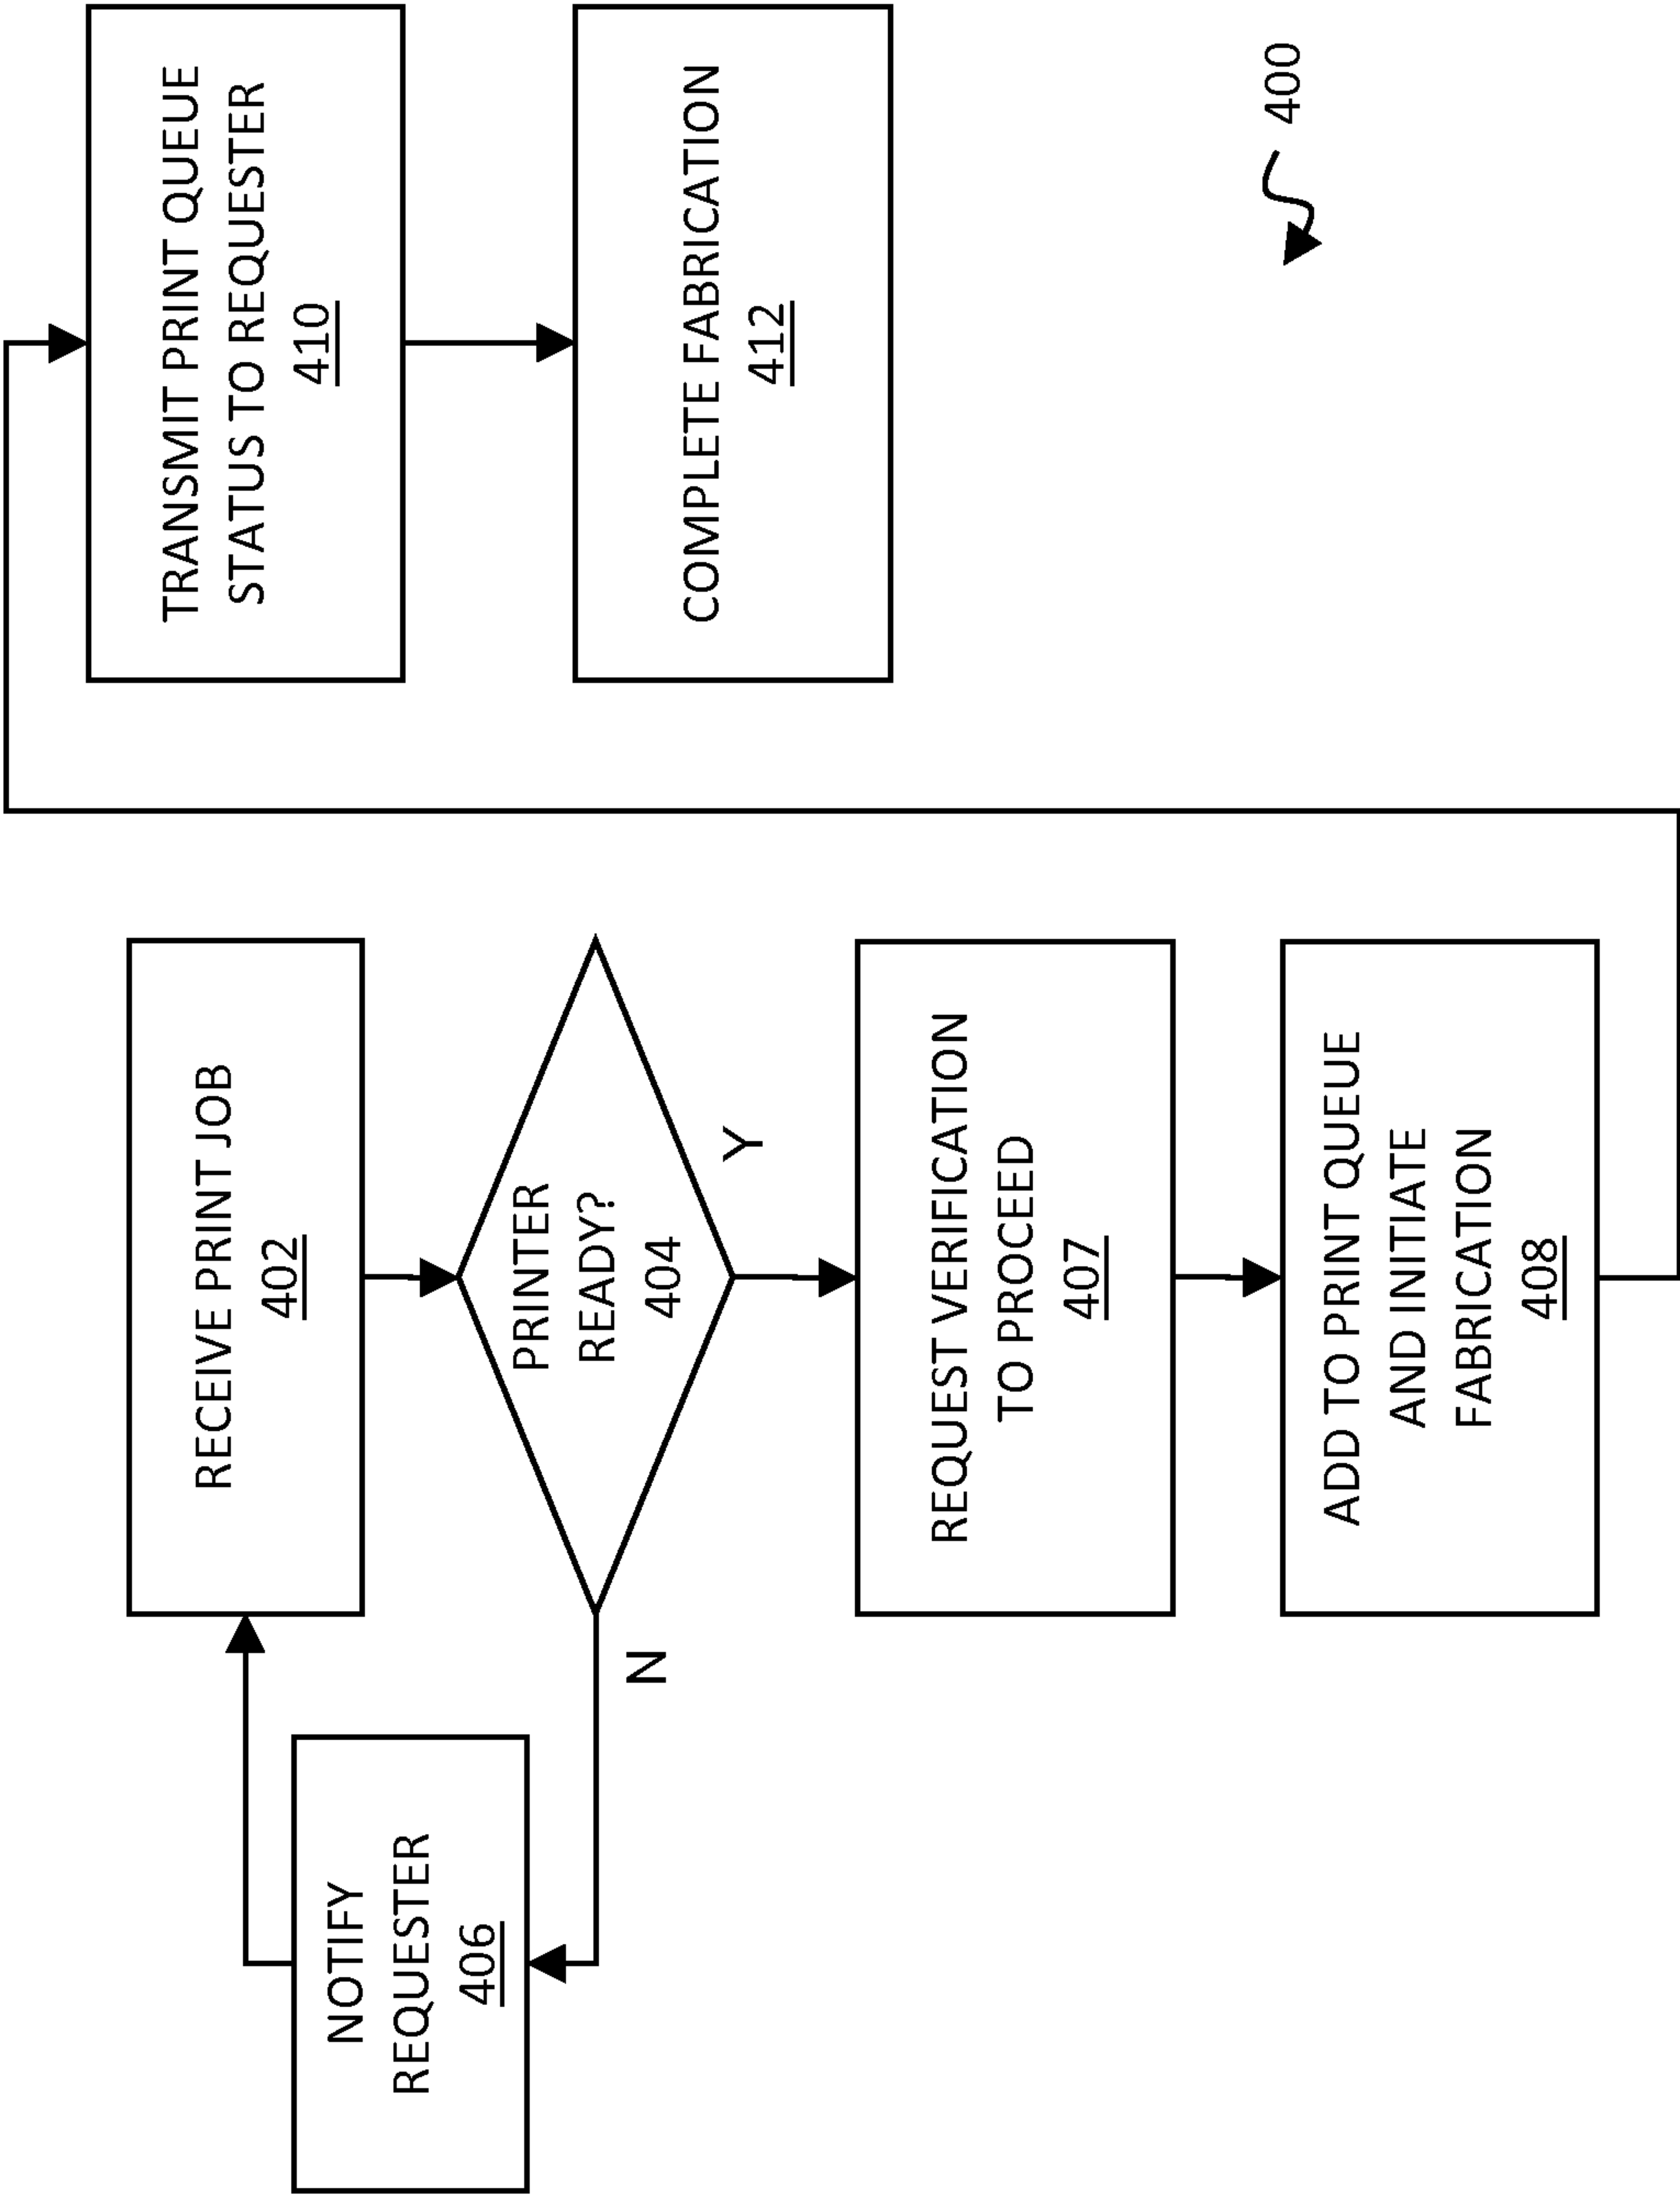 RECEIVE PRINT JOB
402
PRINTER
READY?
404
Y
N
NOTIFY
REQUESTER
406
REQUEST VERIFICATION
TO PROCEED
407
ADD TO PRINT QUEUE
AND INITIATE
FABRICATION
408
TRANSMIT PRINT QUEUE
STATUS TO REQUESTER
410
COMPLETE FABRICATION
412
400